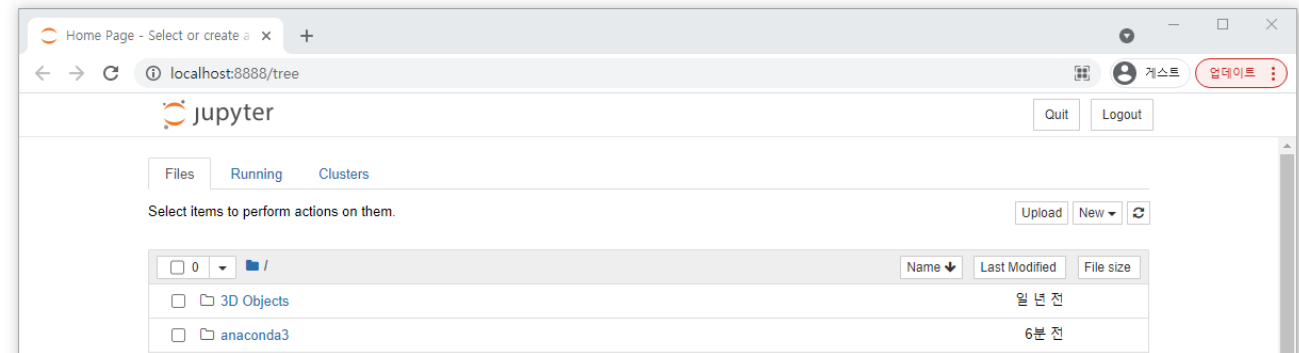 Home Page - Select or create a
localhost:8888/tree
게스트
업데이트
jupyter
Quit
Logout
Files
Running
Clusters
Select items to perform actions on them.
Upload
New
0
/
Name
Last Modified
File size
3D Objects
일 년 전
anaconda3
6분 전